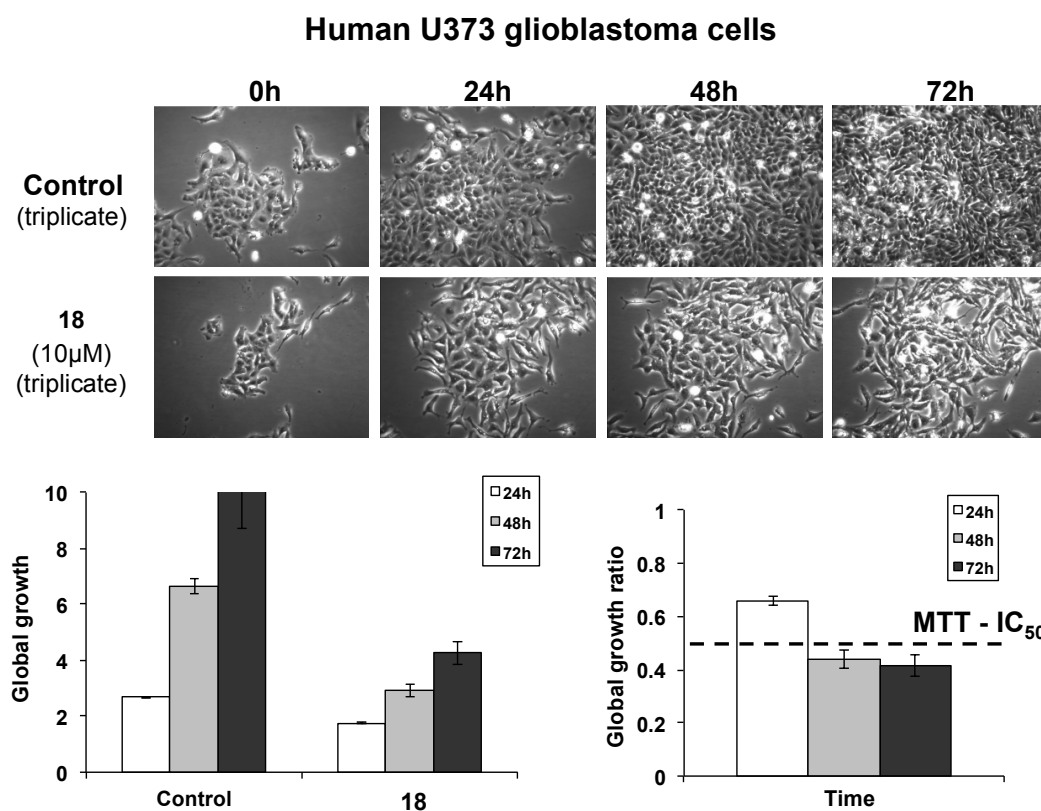 Human U373 glioblastoma cells
0h 24h 48h 72h
Control
(triplicate)
18
(10µM)
(triplicate)
10
8
6
4
2
0
Global growth
24h
48h
72h
Control 18
1
0.8
0.6
0.4
0.2
0
Global growth ratio
24h
48h
72h
MTT - IC50
Time